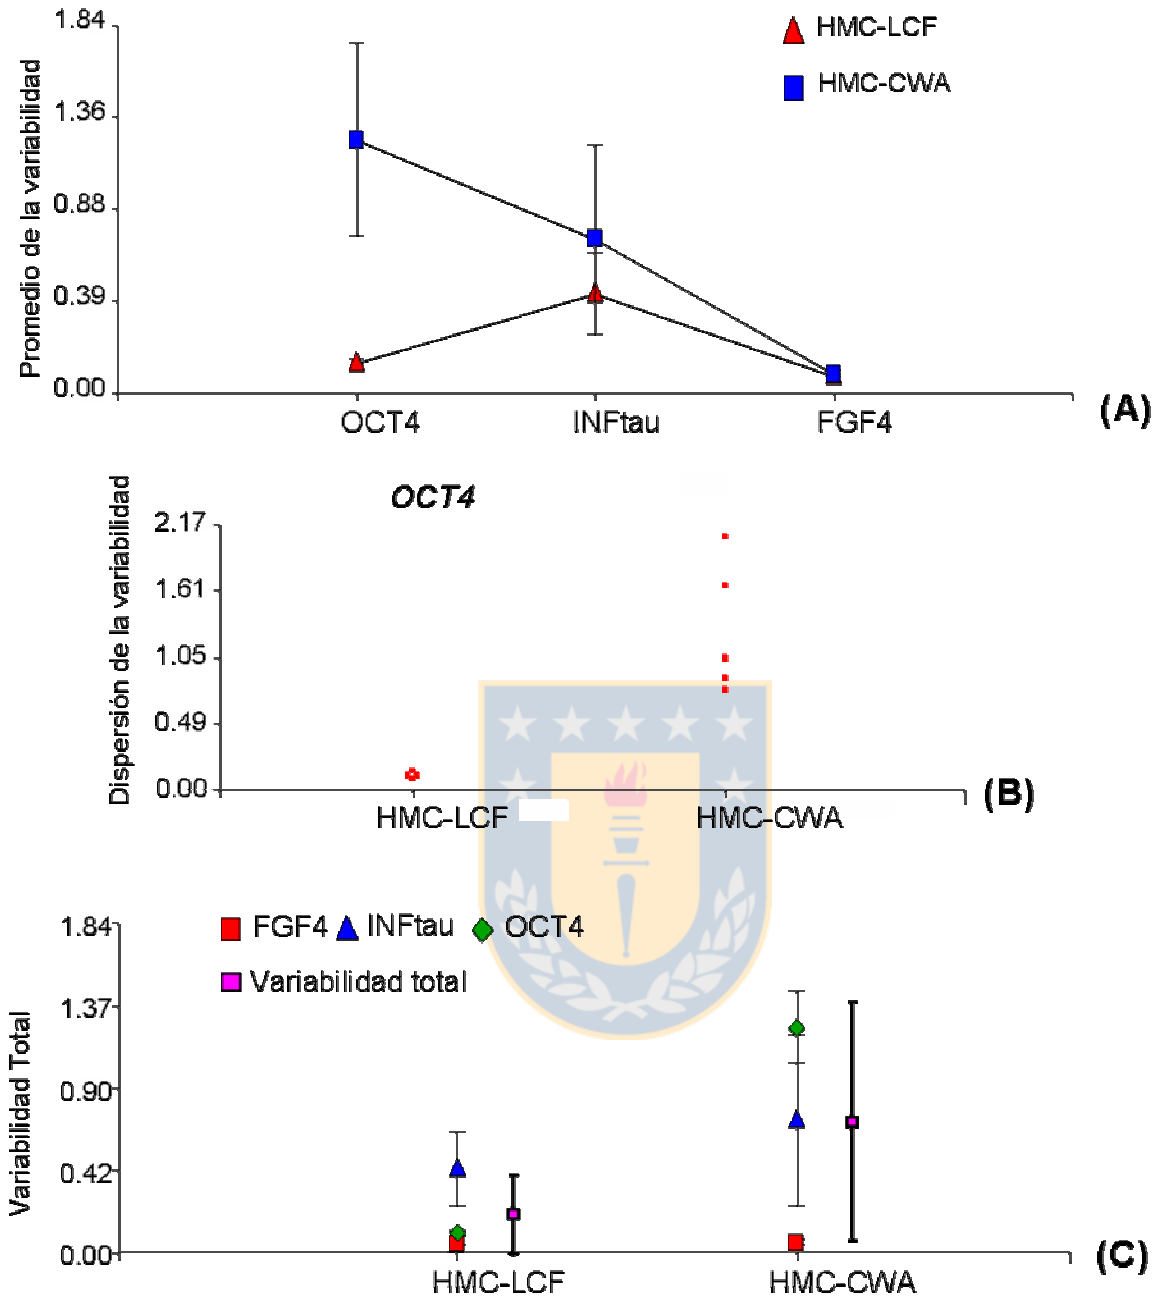 1.84
HMC-LCF
HMC-CWA
1.36
0.88
0.39
0.00
Promedio de la variabilidad
OCT4
INFtau
FGF4
(A)
OCT4
2.17
1.61
1.05
0.49
0.00
Dispersión de la variabilidad
HMC-LCF
HMC-CWA
(B)
1.84
FGF4 INFtau OCT4
Variabilidad total
1.37
0.90
0.42
0.00
Variabilidad Total
HMC-LCF
HMC-CWA
(C)